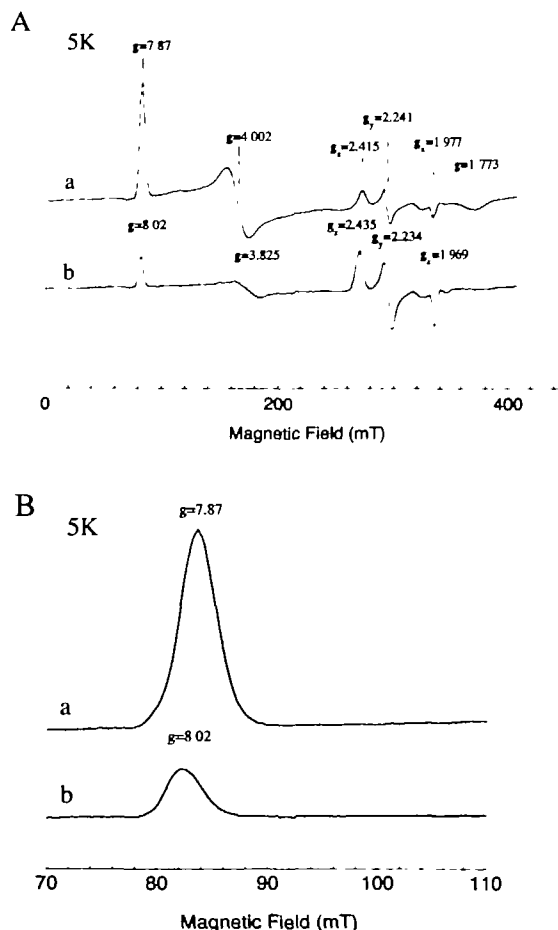 A
5K
g=7 87
g=4 002
g_z=2.415
g_y=2.241
g_x=1 977
g=1 773
a
g=8 02
g=3.825
g_z=2.435
g_y=2.234
g_x=1 969
b
0
200
400
Magnetic Field (mT)
B
5K
g=7.87
a
g=8 02
b
70
80
90
100
110
Magnetic Field (mT)